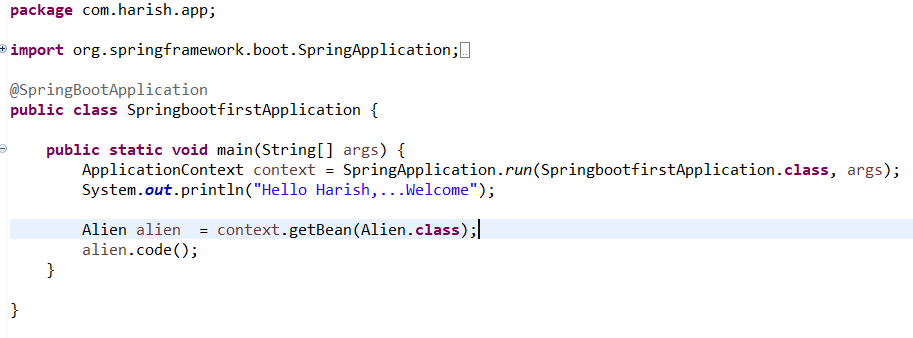 package com.harish.app;
import org.springframework.boot.SpringApplication;
@SpringBootApplication
public class SpringbootfirstApplication {
public static void main(String[] args) {
ApplicationContext context = SpringApplication.run(SpringbootfirstApplication.class, args);
System.out.println("Hello Harish,...Welcome");
Alien alien  = context.getBean(Alien.class);
alien.code();
}
}